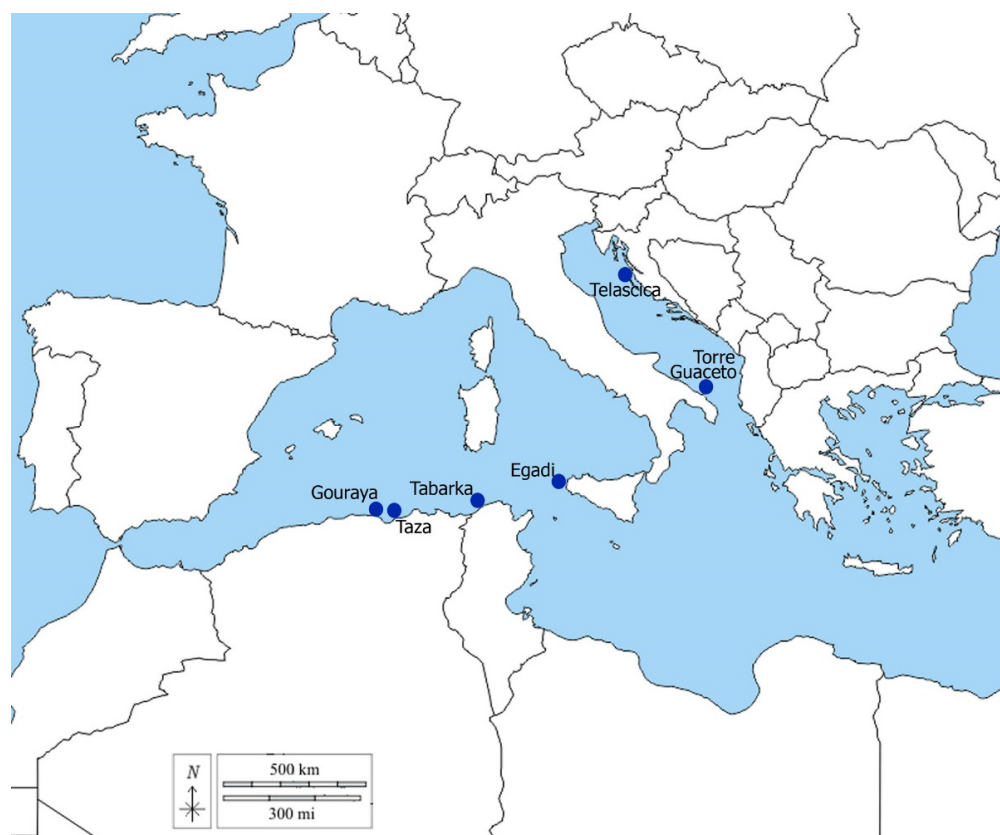 Telascica
Torre
Guaceto
Egadi
Tabarka
Gouraya
Taza
N
500 km
300 mi